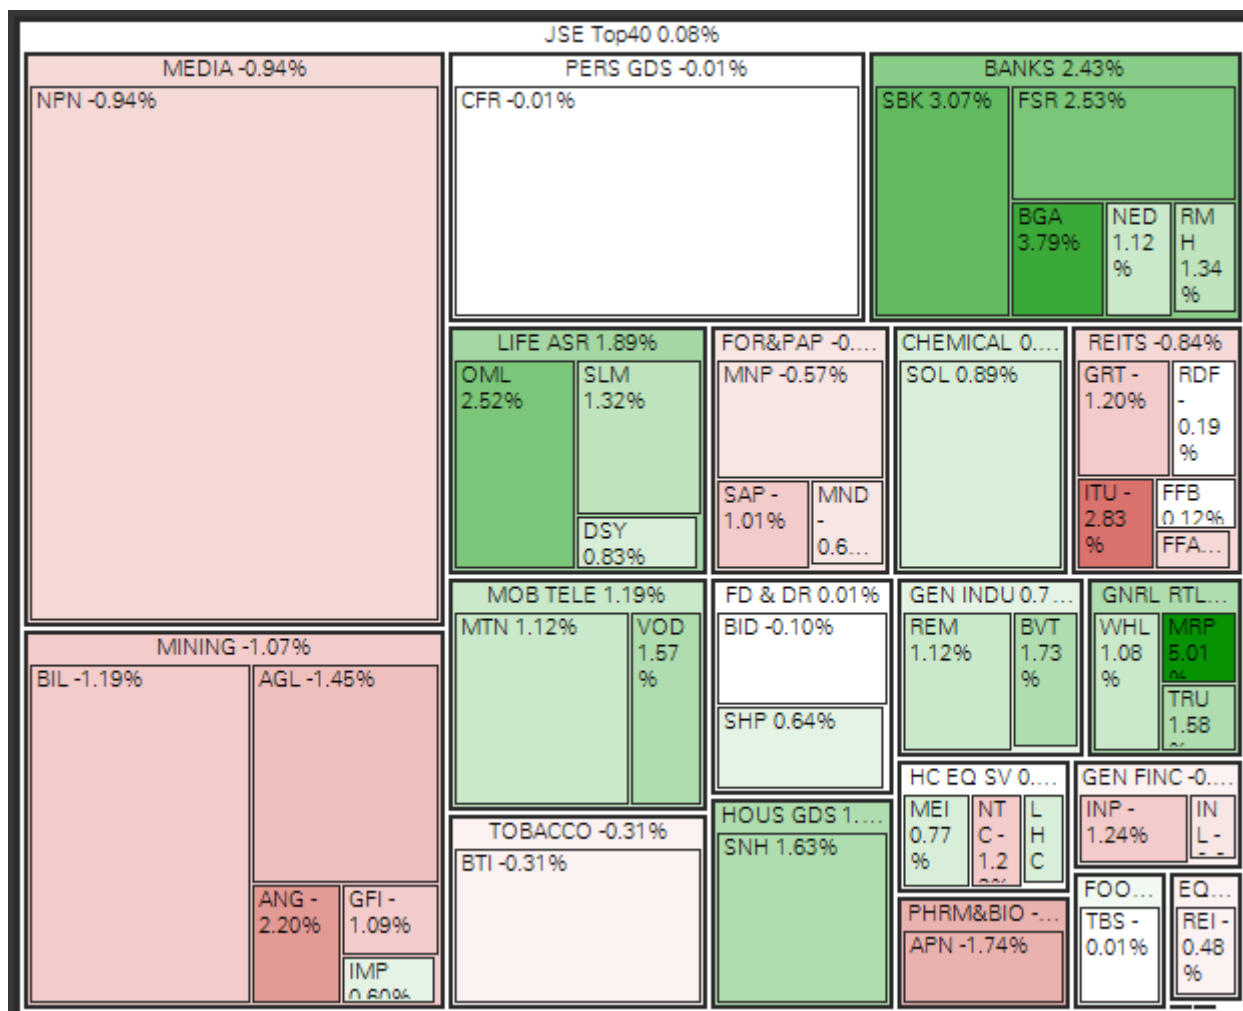 JSE Top40 0.08%
MEDIA -0.94%
NPN -0.94%
PERS GDS -0.01%
CFR -0.01%
BANKS 2.43%
SBK 3.07%
FSR 2.53%
BGA
3.79%
NED
1.12
%
RM
H
1.34
%
LIFE ASR 1.89%
OML
2.52%
SLM
1.32%
DSY
0.83%
FOR&PAP -0....
MNP -0.57%
SAP -
1.01%
MND
-
0.6...
CHEMICAL 0....
SOL 0.89%
REITS -0.84%
GRT -
1.20%
RDF
-
0.19
%
ITU -
2.83
%
FFB
0.12%
FFA...
MINING -1.07%
BIL -1.19%
AGL -1.45%
ANG -
2.20%
GFI -
1.09%
IMP
0.60%
MOB TELE 1.19%
MTN 1.12%
VOD
1.57
%
FD & DR 0.01%
BID -0.10%
SHP 0.64%
GEN INDU 0.7...
REM
1.12%
BVT
1.73
%
GNRL RTL...
WHL
1.08
%
MRP
5.01
%
TRU
1.58
%
TOBACCO -0.31%
BTI -0.31%
HOUS GDS 1....
SNH 1.63%
HC EQ SV 0....
MEI
0.77
%
NT
C -
1.2
L
H
C
GEN FINC -0....
INP -
1.24%
IN
L -
PHRM&BIO -...
APN -1.74%
FOO...
TBS -
0.01%
EQ...
REI -
0.48
%